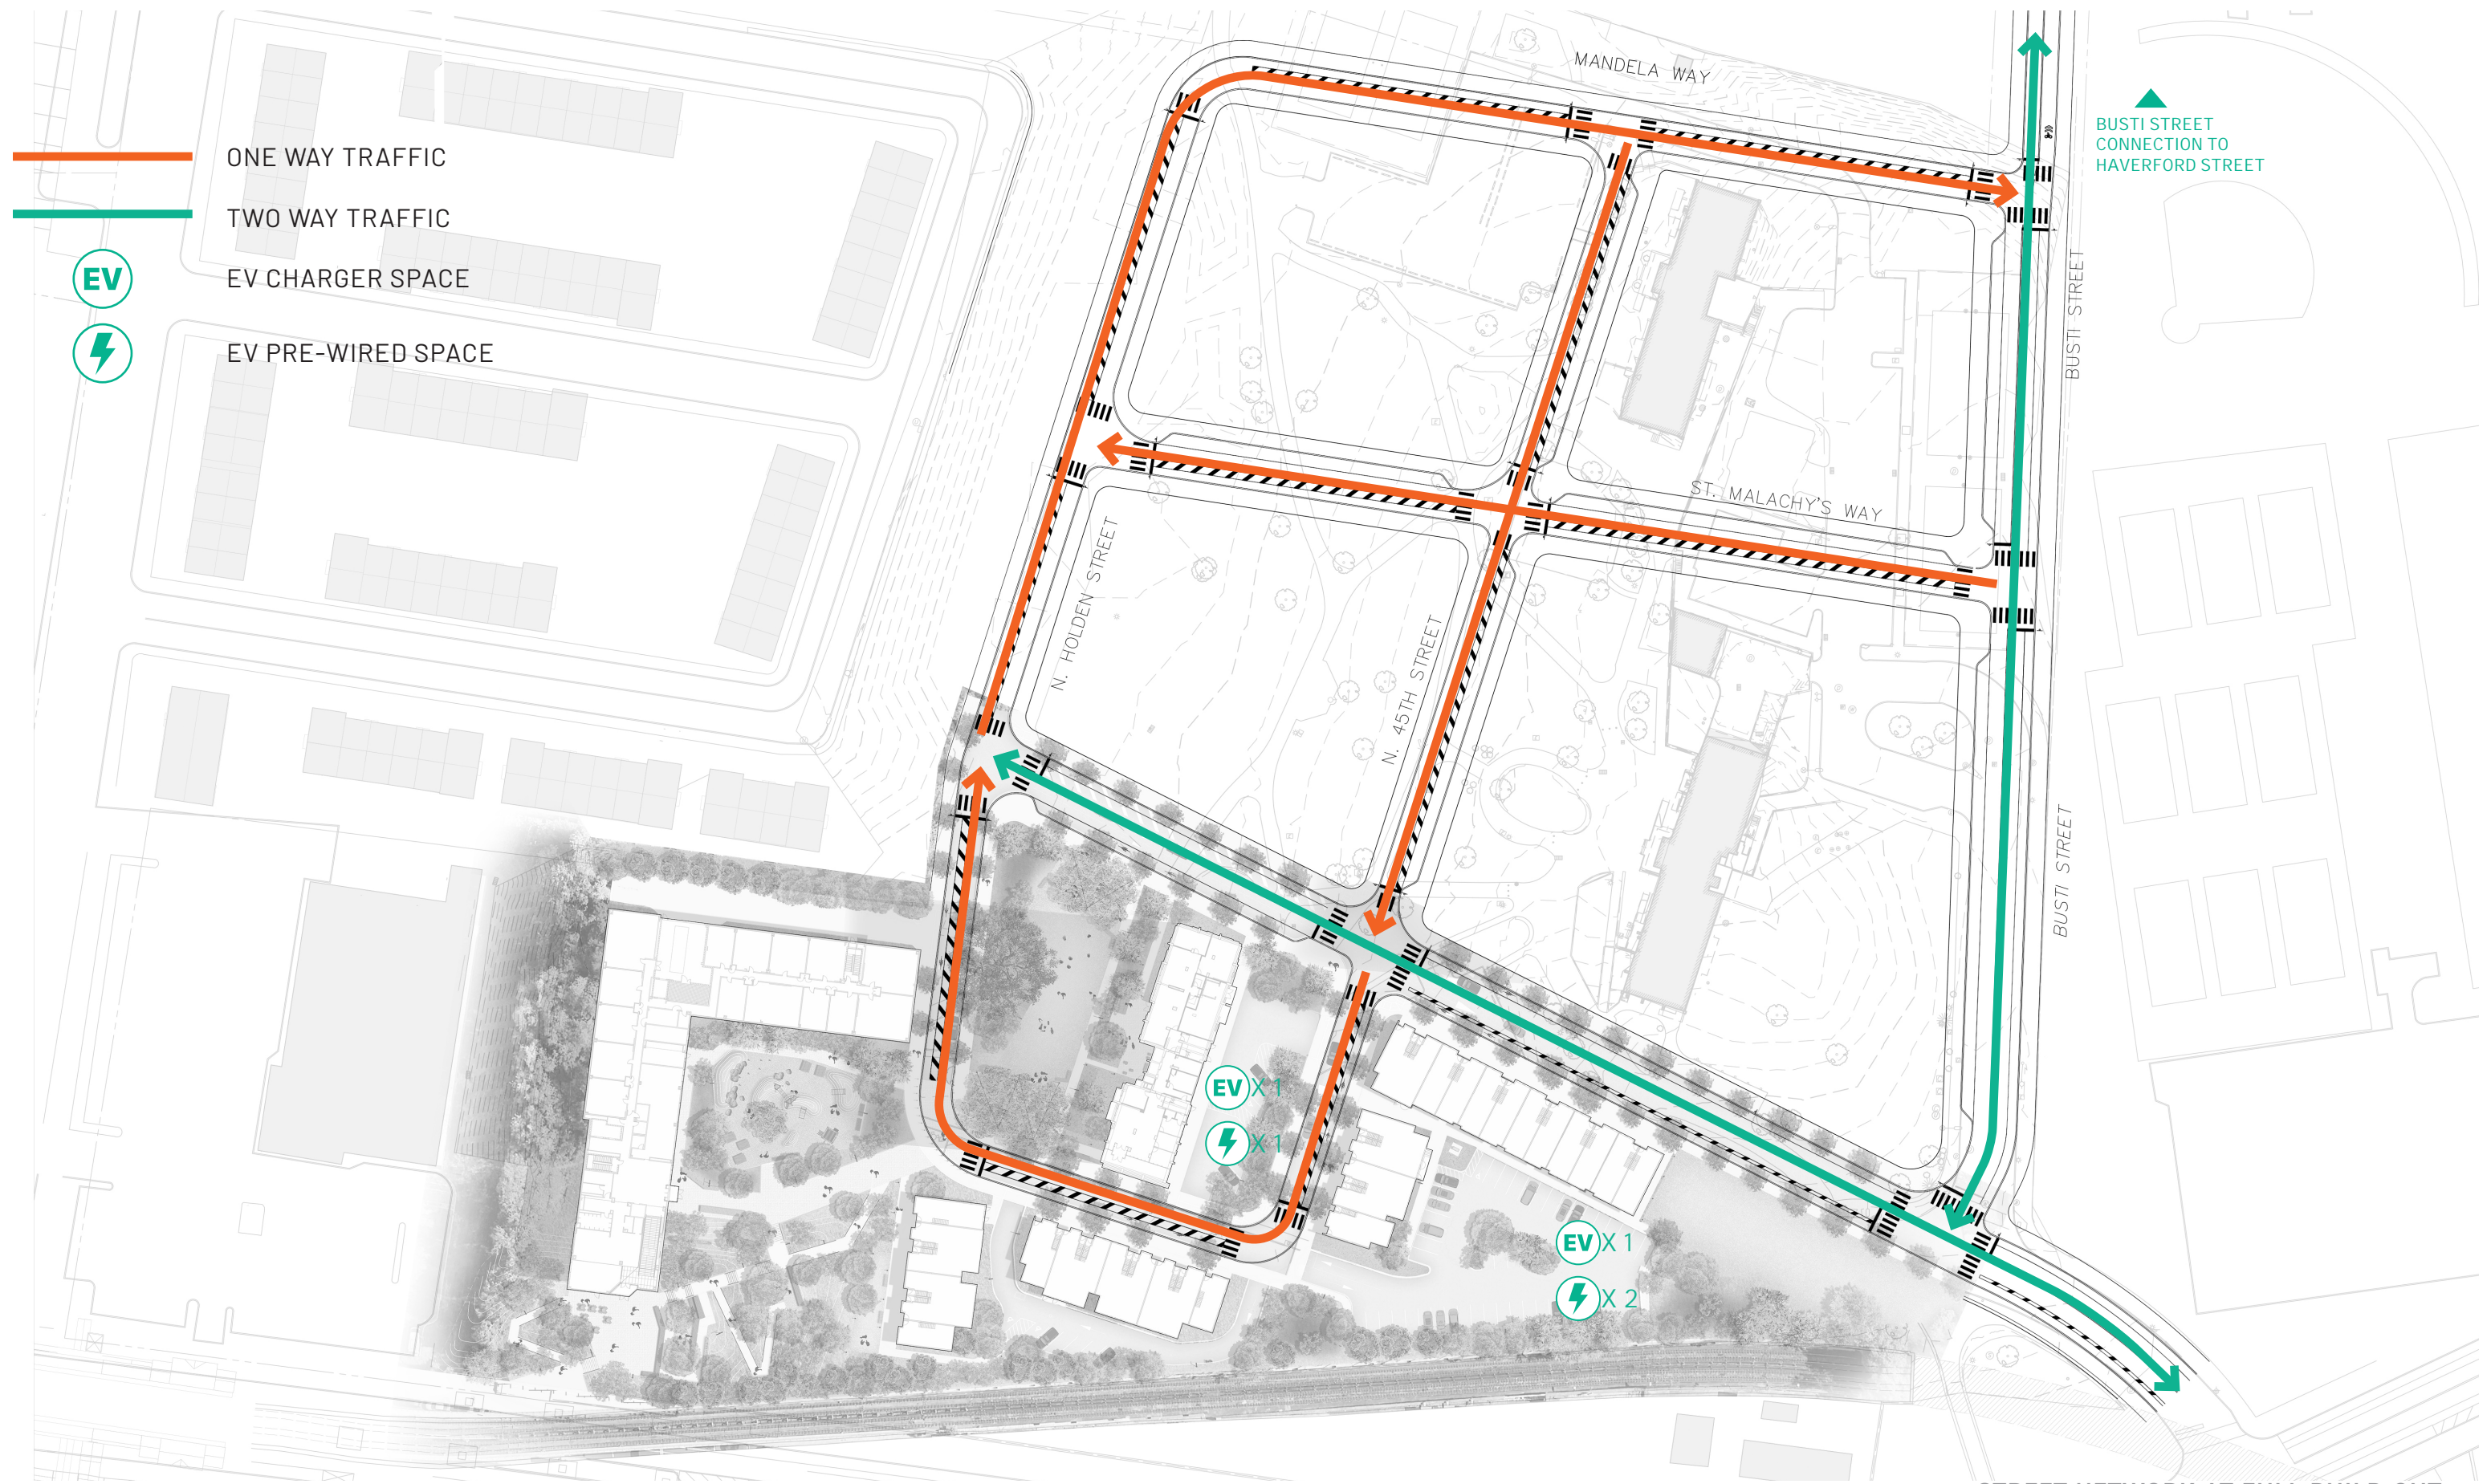 ONE WAY TRAFFIC
TWO WAY TRAFFIC
EV
EV CHARGER SPACE
EV PRE-WIRED SPACE
MANDELA WAY
BUSTI STREET
CONNECTION TO
HAVERFORD STREET
BUSTI STREET
ST. MALACHY'S WAY
N. HOLDEN STREET
N. 45TH STREET
BUSTI STREET
EV X 1
X 1
EV X 1
X 2